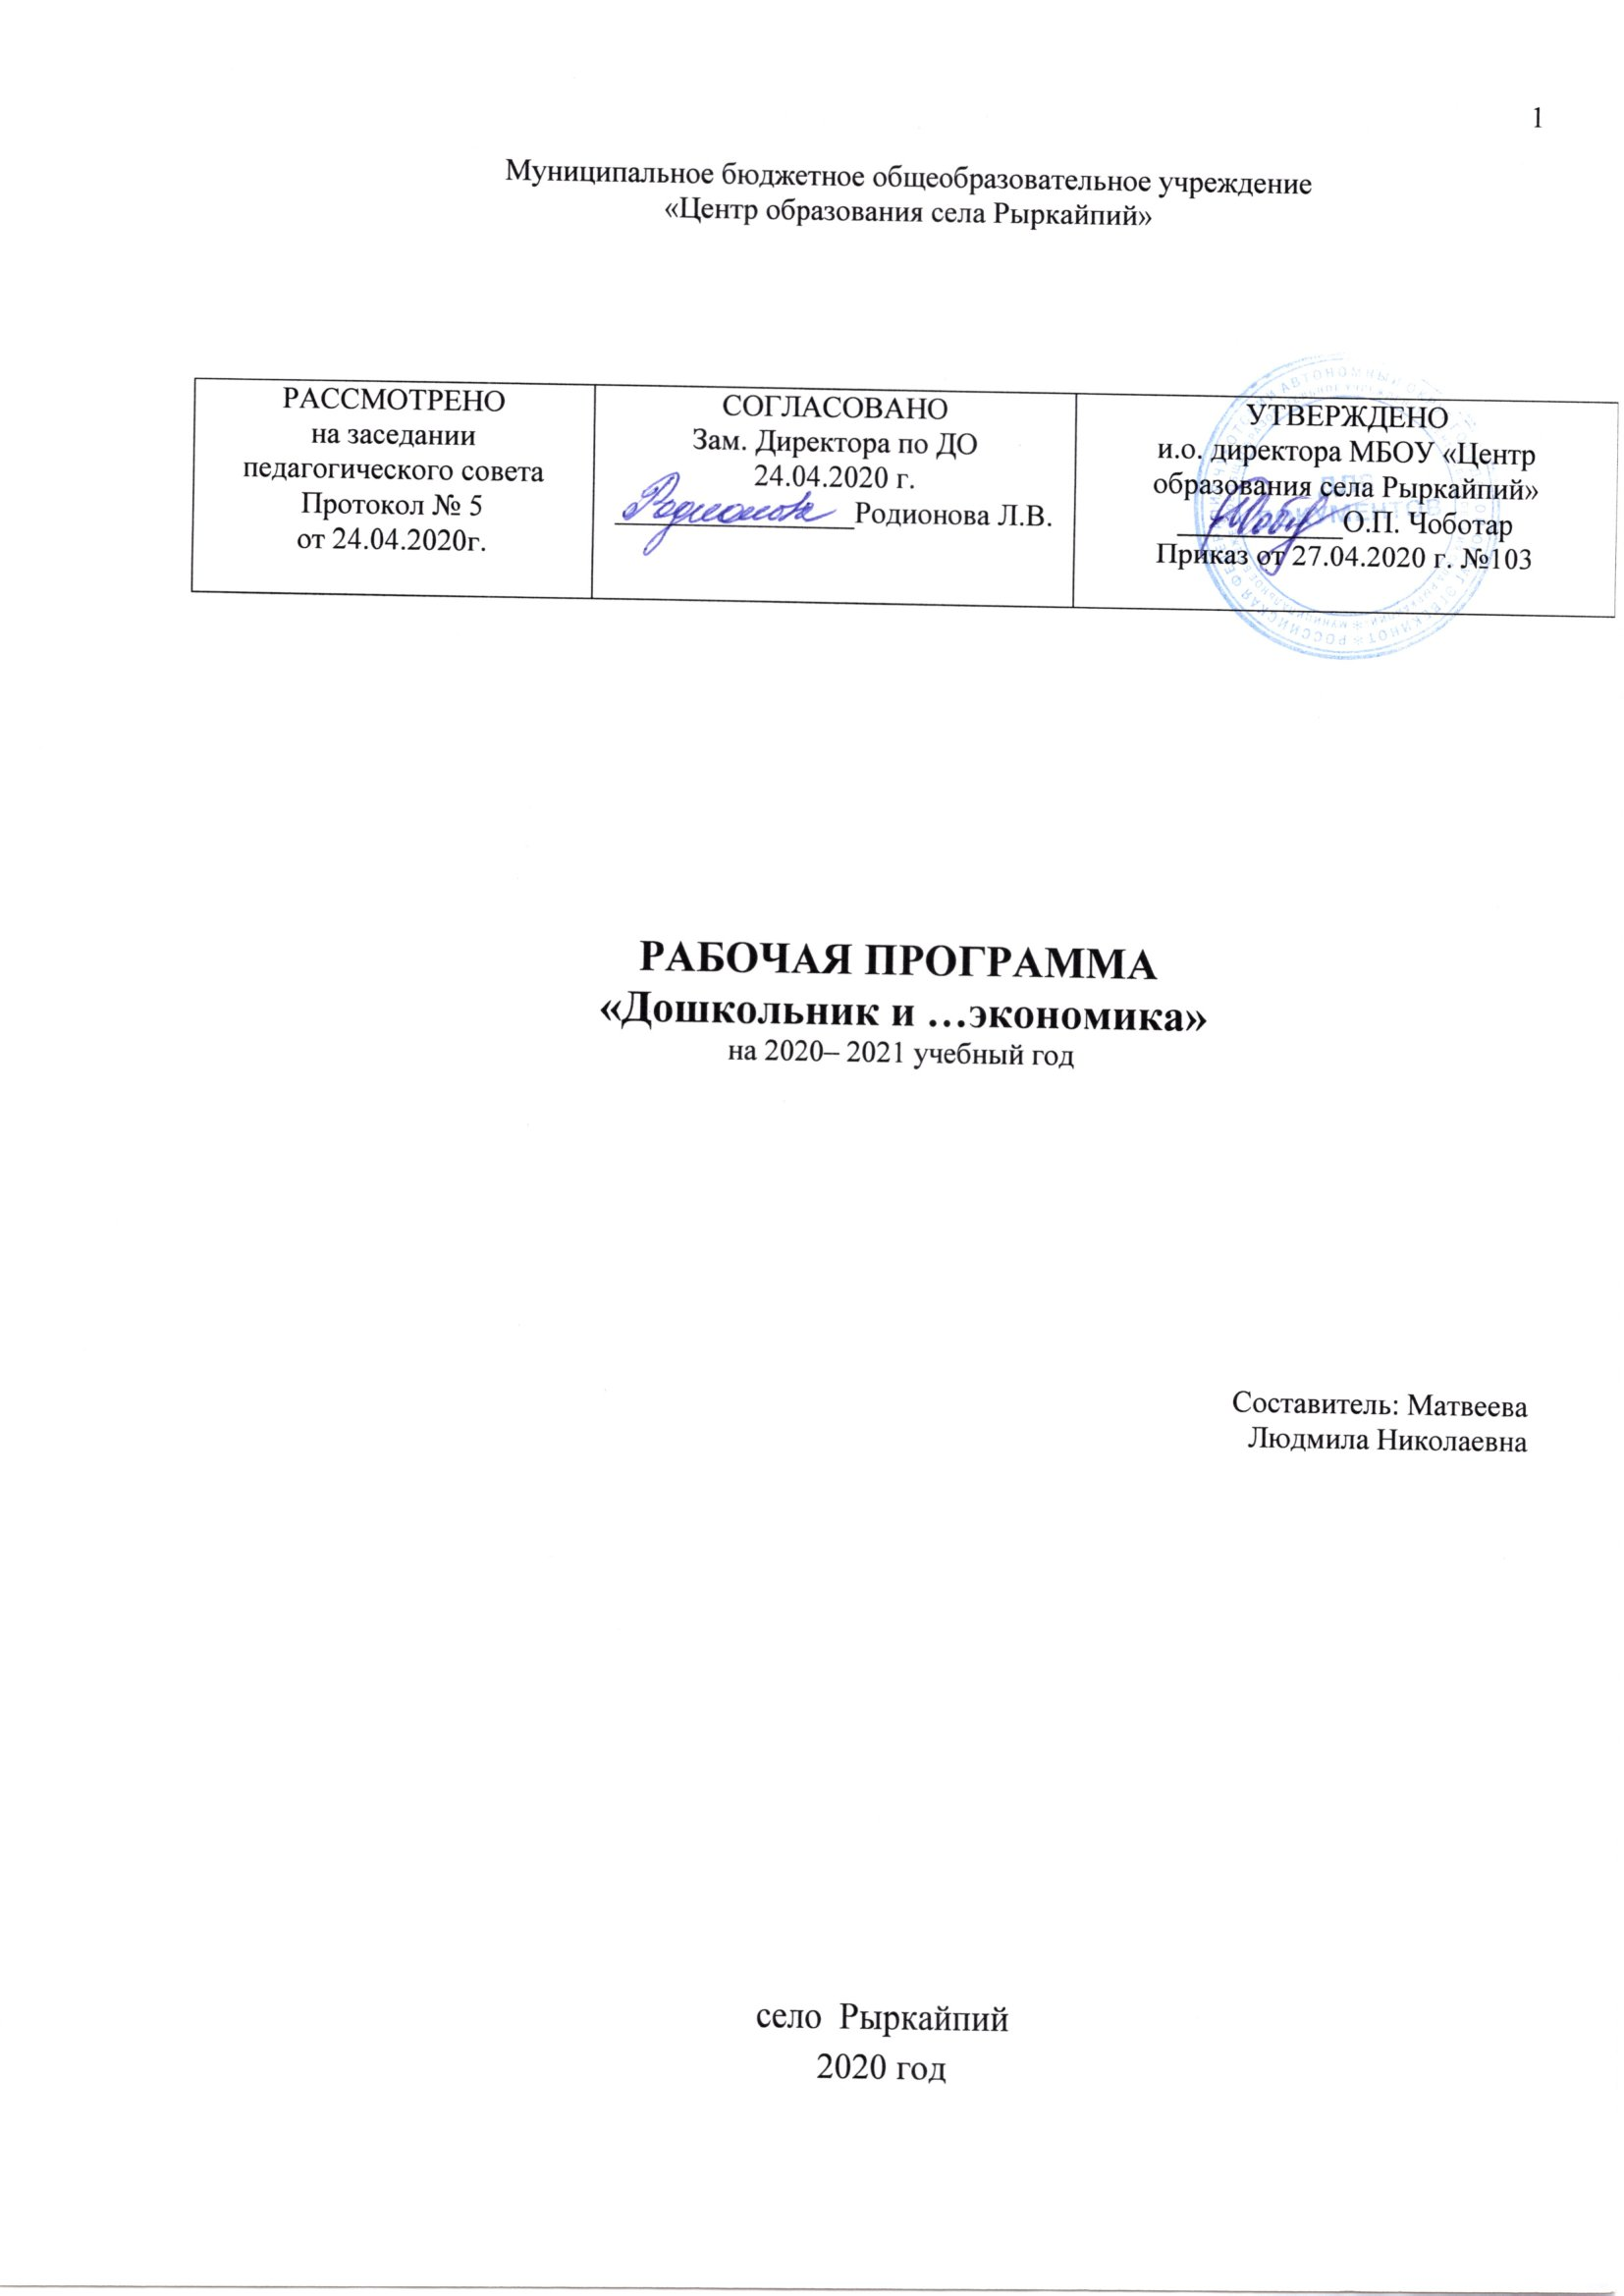 1
Муниципальное бюджетное общеобразовательное учреждение
«Центр образования села Рыркайпий»
РАССМОТРЕНО
на заседании
педагогического совета
Протокол № 5
от 24.04.2020г.
СОГЛАСОВАНО
Зам. Директора по ДО
24.04.2020 г.
Родионова Родионова Л.В.
УТВЕРЖДЕНО
и.о. директора МБОУ «Центр
образования села Рыркайпий»
О.П. Чоботар
Приказ от 27.04.2020 г. №103
ДЛЯ
ДОКУМЕНТОВ
РАБОЧАЯ ПРОГРАММА
«Дошкольник и …экономика»
на 2020– 2021 учебный год
Составитель: Матвеева
Людмила Николаевна
село  Рыркайпий
2020 год